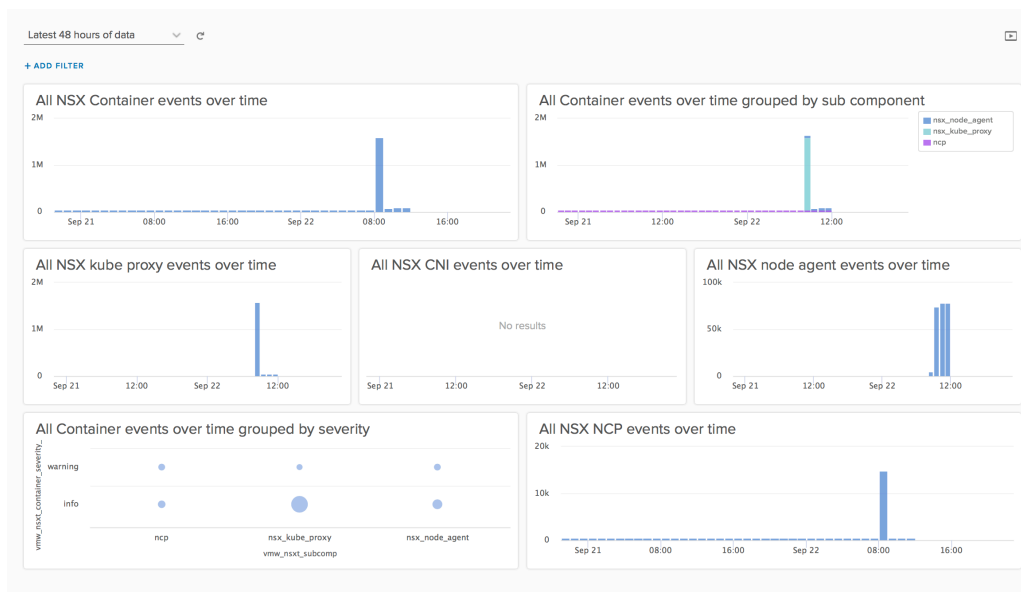 Latest 48 hours of data
+ ADD FILTER
All NSX Container events over time
2M
1M
0
Sep 21 08:00 16:00 Sep 22 08:00 16:00
All Container events over time grouped by sub component
2M
1M
0
Sep 21 12:00 Sep 22 12:00
nsx_node_agent
nsx_kube_proxy
ncp
All NSX kube proxy events over time
2M
1M
0
Sep 21 12:00 Sep 22 12:00
All NSX CNI events over time
No results
Sep 21 12:00 Sep 22 12:00
All NSX node agent events over time
100k
50k
0
Sep 21 12:00 Sep 22 12:00
All Container events over time grouped by severity
vmw_nsxt_container_severity_
warning
info
ncp nsx_kube_proxy nsx_node_agent
vmw_nsxt_subcomp
All NSX NCP events over time
20k
10k
0
Sep 21 08:00 16:00 Sep 22 08:00 16:00